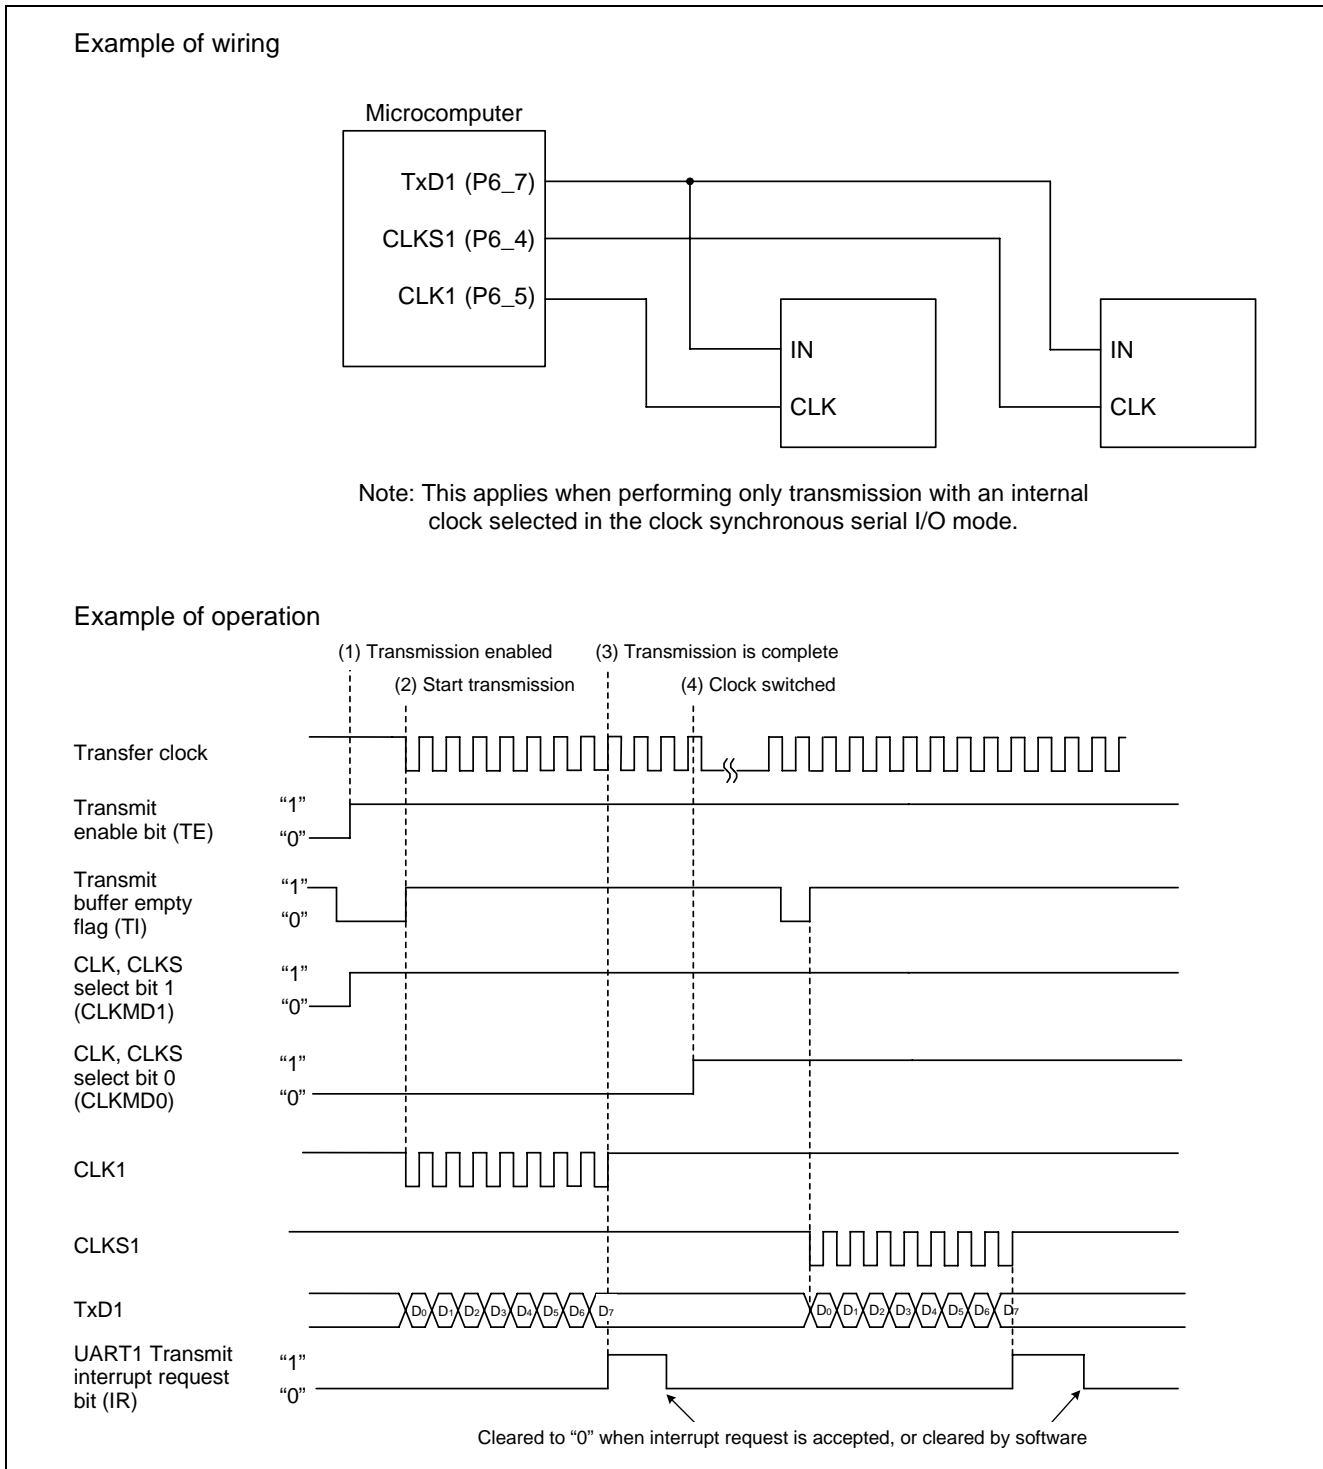 Example of wiring
Microcomputer
TxD1 (P6_7)
CLKS1 (P6_4)
CLK1 (P6_5)
IN
CLK
IN
CLK
Note: This applies when performing only transmission with an internal
clock selected in the clock synchronous serial I/O mode.
Example of operation
(1) Transmission enabled
(3) Transmission is complete
(2) Start transmission
(4) Clock switched
Transfer clock
Transmit
enable bit (TE)
“1”
“0”
Transmit
buffer empty
flag (TI)
“1”
“0”
CLK, CLKS
select bit 1
(CLKMD1)
“1”
“0”
CLK, CLKS
select bit 0
(CLKMD0)
“1”
“0”
CLK1
CLKS1
TxD1
D0 D1 D2 D3 D4 D5 D6 D7
D0 D1 D2 D3 D4 D5 D6 D7
UART1 Transmit
interrupt request
bit (IR)
“1”
“0”
Cleared to “0” when interrupt request is accepted, or cleared by software